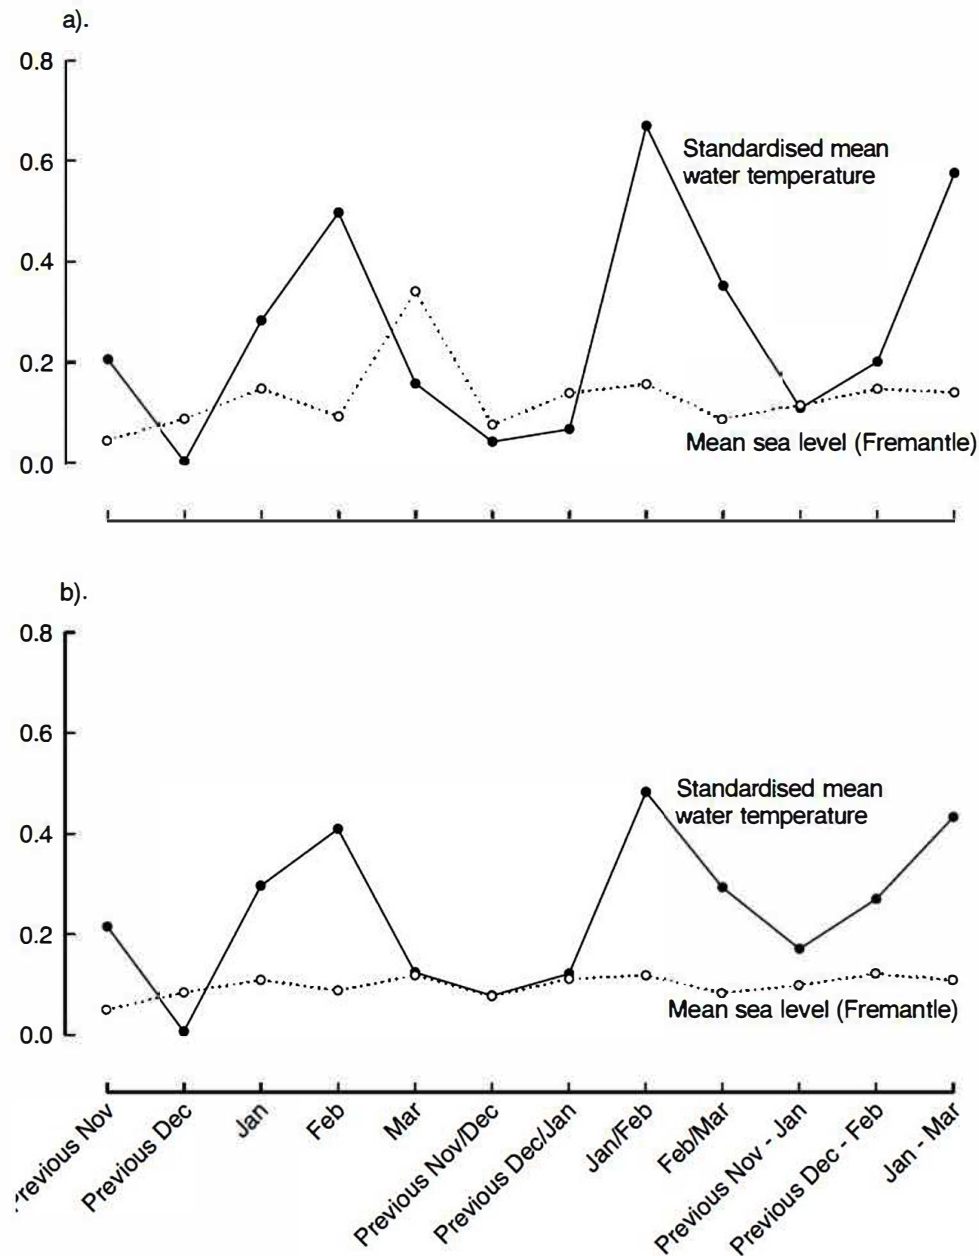 a).
0.8
0.6
0.4
0.2
0.0
Standardised mean
water temperature
Mean sea level (Fremantle)
b).
0.8
0.6
0.4
0.2
0.0
Standardised mean
water temperature
Mean sea level (Fremantle)
Previous Nov
Previous Dec
Jan
Feb
Mar
Previous Nov/Dec
Previous Dec/Jan
Jan/Feb
Feb/Mar
Previous Nov - Jan
Previous Dec - Feb
Jan - Mar